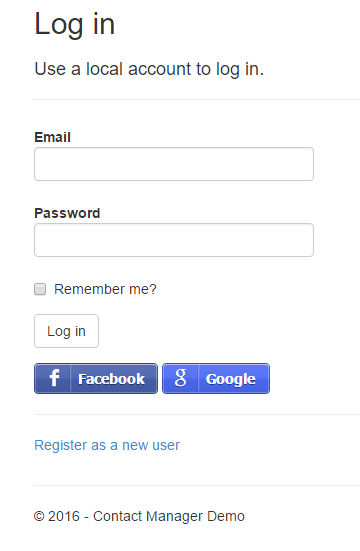 Log in
Use a local account to log in.
Email
Password
Remember me?
Log in
f Facebook g Google
Register as a new user
© 2016 - Contact Manager Demo